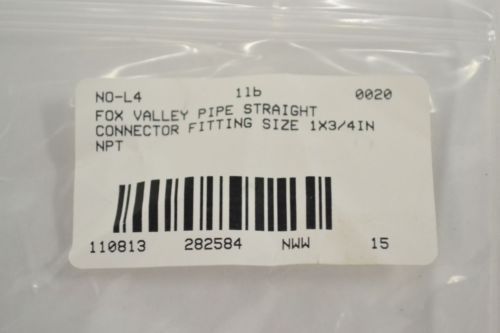 NO-L4 1lb 0020
FOX VALLEY PIPE STRAIGHT
CONNECTOR FITTING SIZE 1X3/4IN
NPT
110813 282584 NWW 15